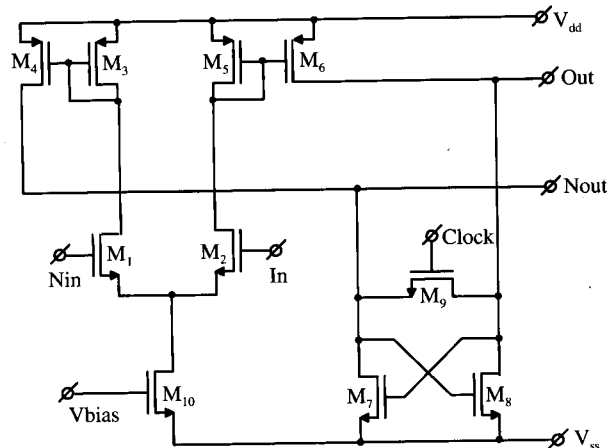 V_dd
M_4
M_3
M_5
M_6
Out
Nout
Clock
M_1
M_2
Nin
In
M_9
M_10
M_7
M_8
Vbias
V_ss